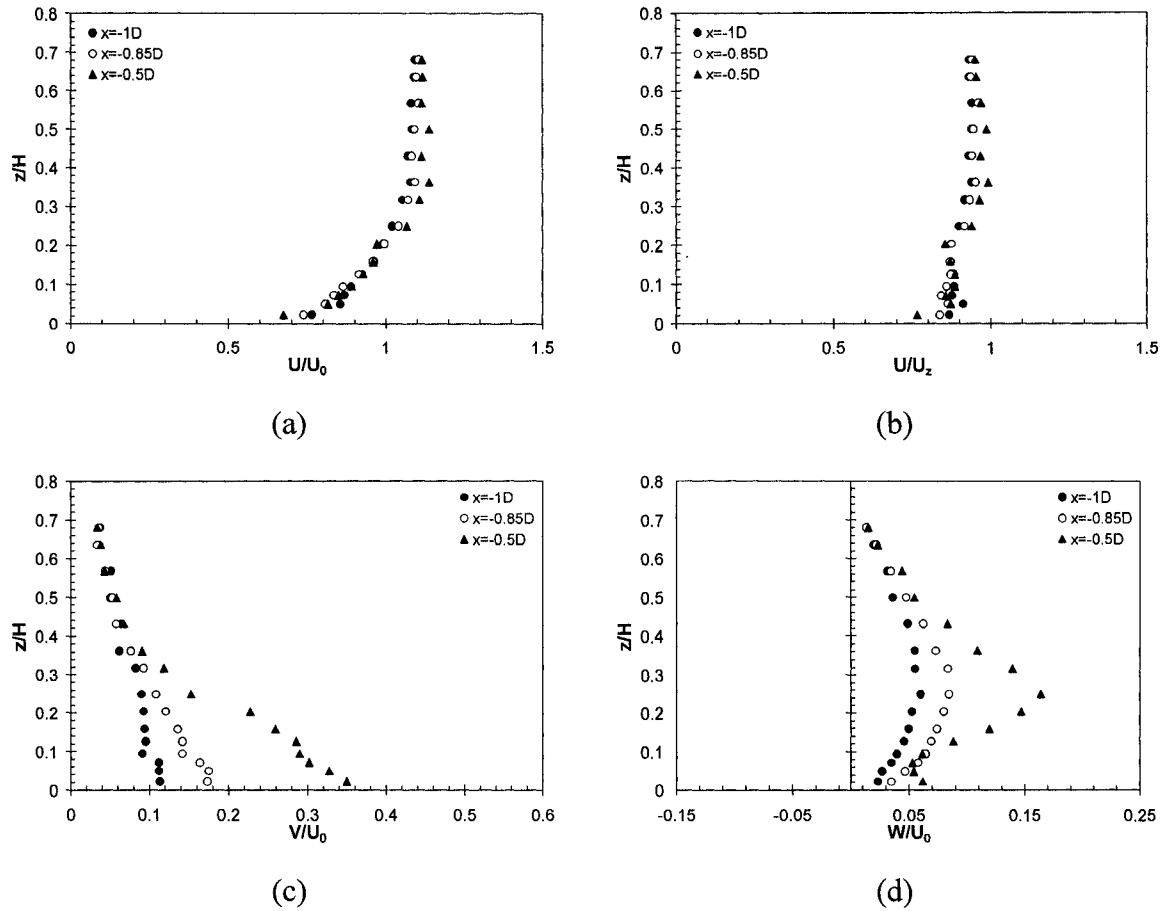 0.8
0.7
0.6
0.5
0.4
0.3
0.2
0.1
0
z/H
● x=-1D
○ x=-0.85D
▲ x=-0.5D
0 0.5 1 1.5
U/U₀
(a)
0.8
0.7
0.6
0.5
0.4
0.3
0.2
0.1
0
z/H
● x=-1D
○ x=-0.85D
▲ x=-0.5D
0 0.5 1 1.5
U/U_z
(b)
0.8
0.7
0.6
0.5
0.4
0.3
0.2
0.1
0
z/H
● x=-1D
○ x=-0.85D
▲ x=-0.5D
0 0.1 0.2 0.3 0.4 0.5 0.6
V/U₀
(c)
0.8
0.7
0.6
0.5
0.4
0.3
0.2
0.1
0
z/H
● x=-1D
○ x=-0.85D
▲ x=-0.5D
-0.15 -0.05 0.05 0.15 0.25
W/U₀
(d)